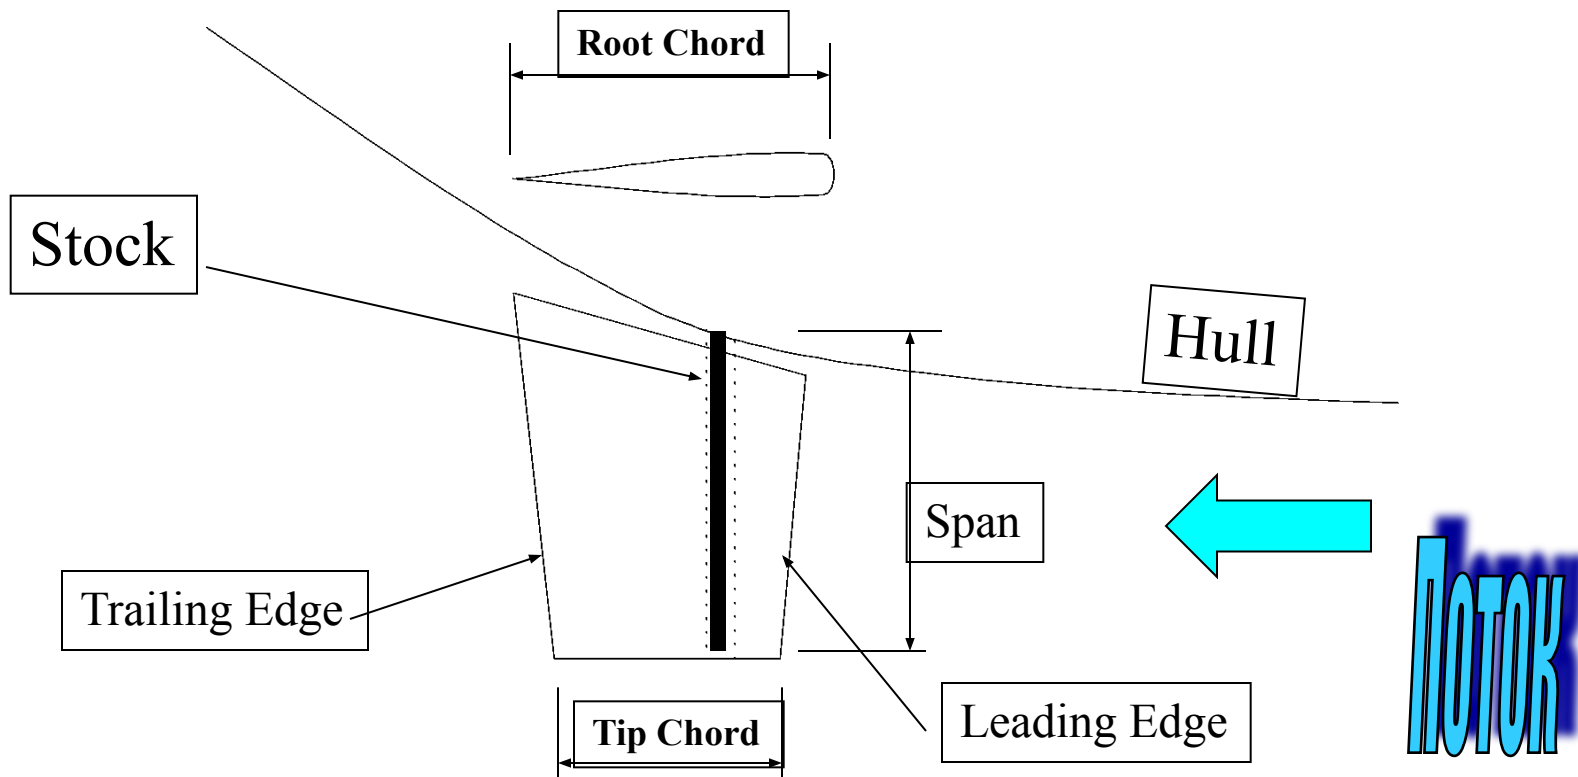 Root Chord
Stock
Hull
Span
Trailing Edge
Leading Edge
Tip Chord
поток